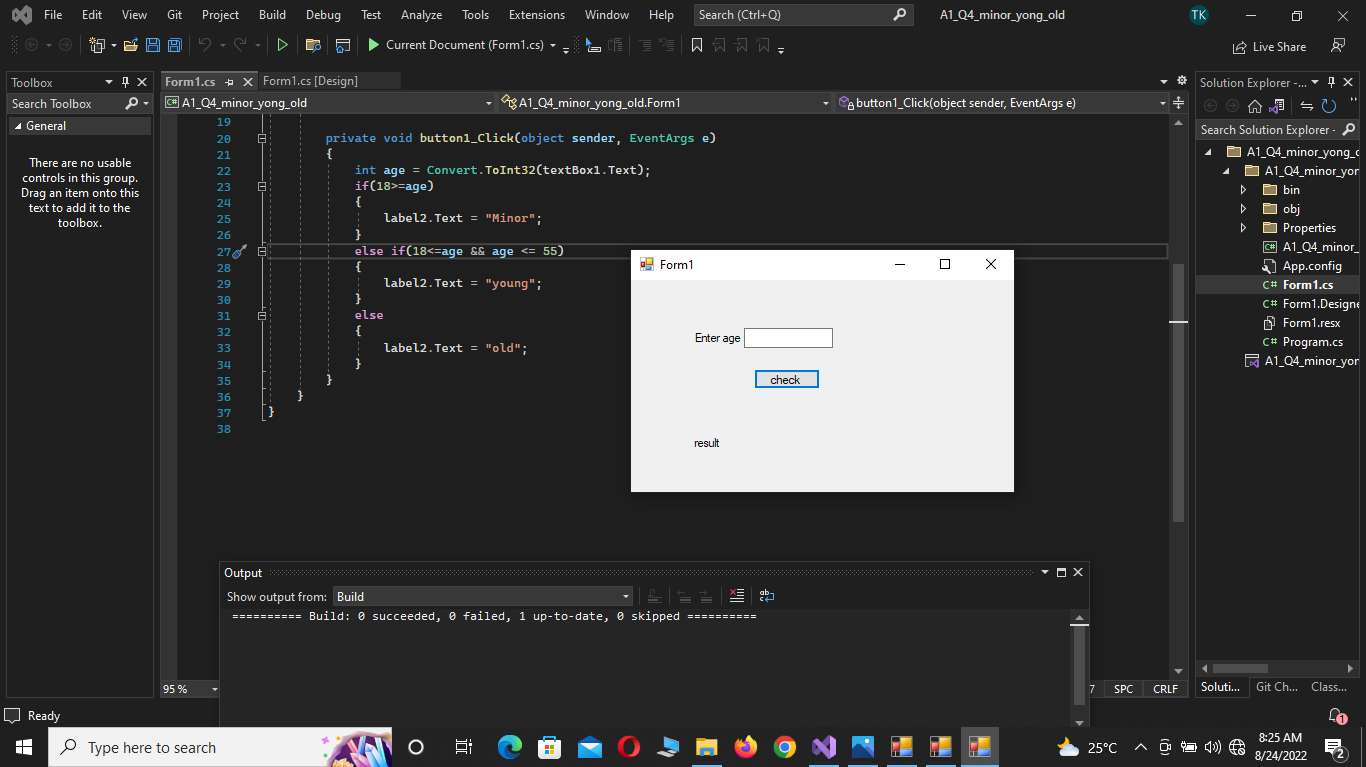 File Edit View Git Project Build Debug Test Analyze Tools Extensions Window Help Search (Ctrl+Q) A1_Q4_minor_yong_old TK
Current Document (Form1.cs) Live Share
Toolbox
Search Toolbox
General
There are no usable
controls in this group.
Drag an item onto this
text to add it to the
toolbox.
Form1.cs Form1.cs [Design]
C# A1_Q4_minor_yong_old A1_Q4_minor_yong_old.Form1 button1_Click(object sender, EventArgs e)
19
20 private void button1_Click(object sender, EventArgs e)
21 {
22 int age = Convert.ToInt32(textBox1.Text);
23 if(18>=age)
24 {
25 label2.Text = "Minor";
26 }
27 else if(18<=age && age <= 55)
28 {
29 label2.Text = "young";
30 }
31 else
32 {
33 label2.Text = "old";
34 }
35 }
36 }
37 }
38
Form1
Enter age
check
result
Output
Show output from: Build
========== Build: 0 succeeded, 0 failed, 1 up-to-date, 0 skipped ==========
95 %
7 SPC CRLF
Solution Explorer -...
Search Solution Explorer -
A1_Q4_minor_yong_o
C# A1_Q4_minor_yor
bin
obj
Properties
C# A1_Q4_minor_
App.config
C# Form1.cs
C# Form1.Designe
Form1.resx
C# Program.cs
A1_Q4_minor_yor
Soluti... Git Ch... Class...
Ready
1
Type here to search
25°C
8:25 AM
8/24/2022
2